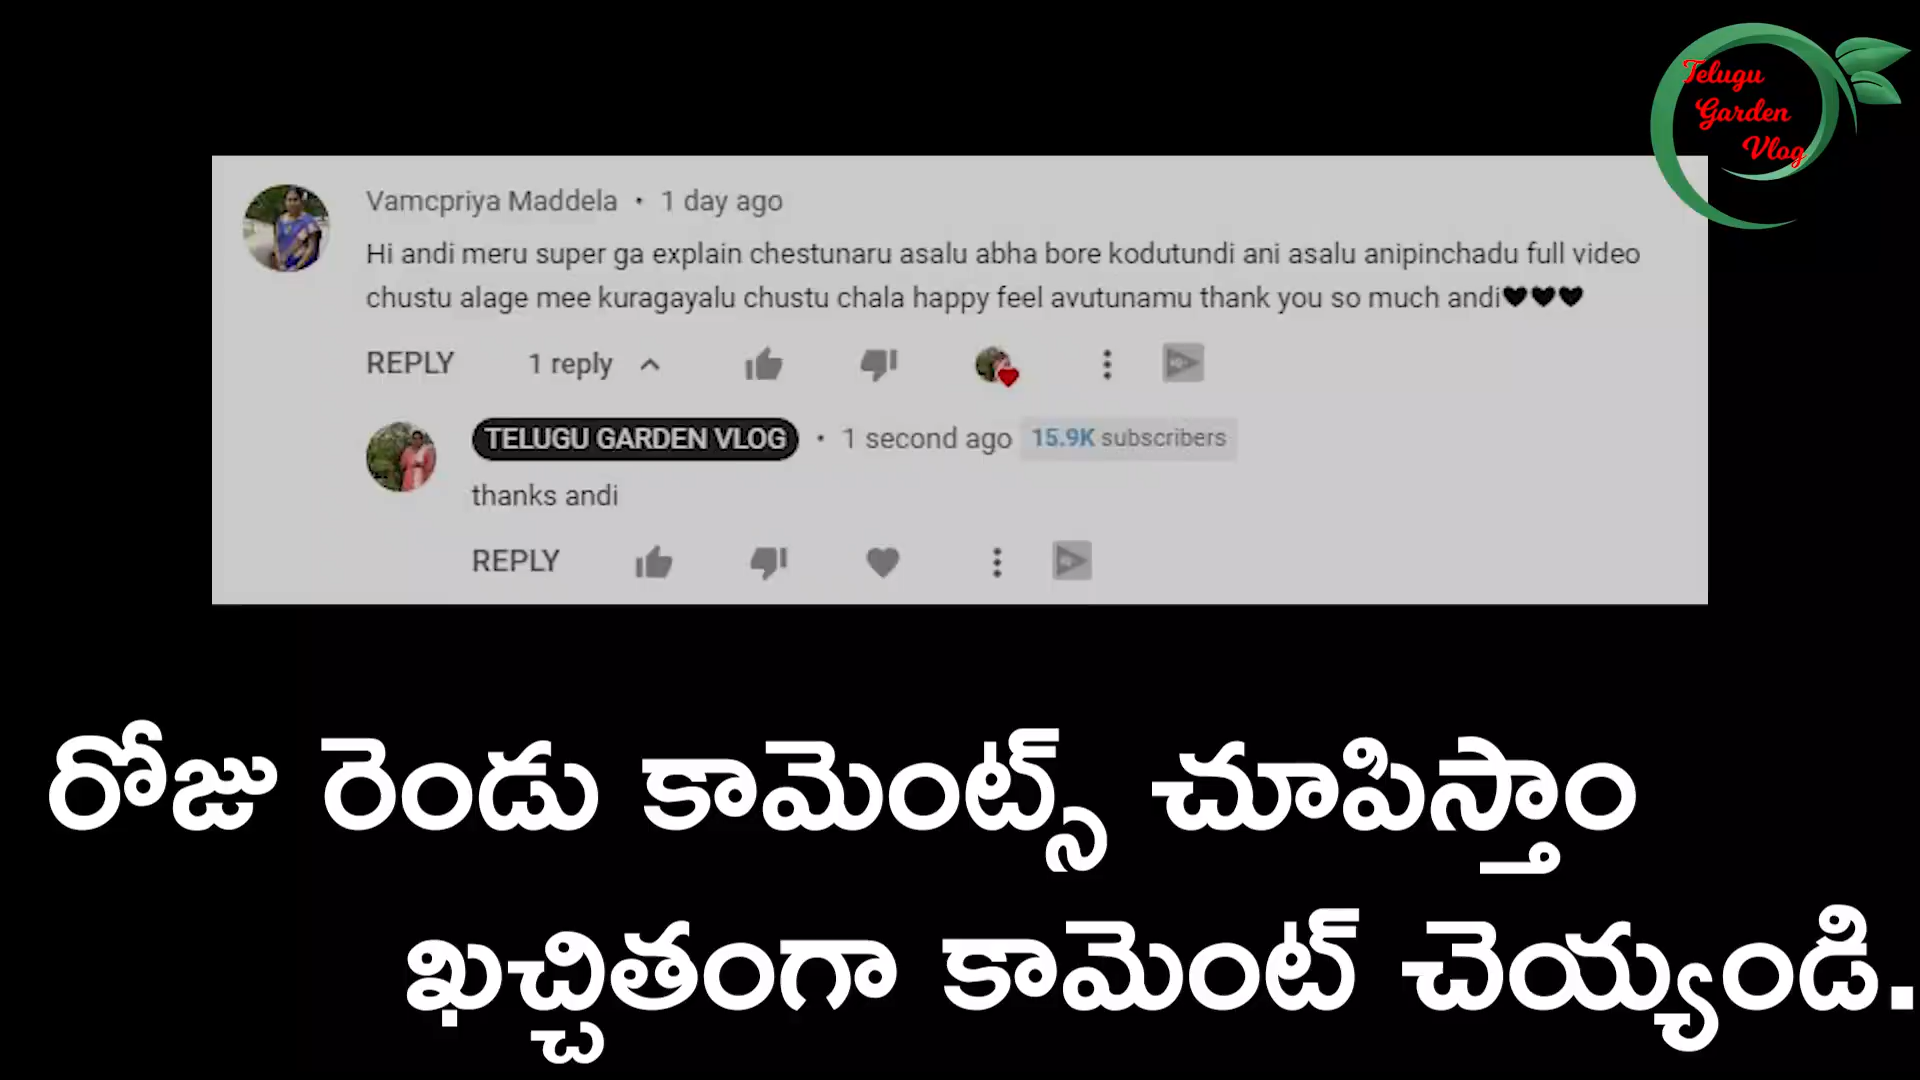 Telugu
Garden
Vlog
Vamcpriya Maddela • 1 day ago
Hi andi meru super ga explain chestunaru asalu abha bore kodutundi ani asalu anipinchadu full video
chustu alage mee kuragayalu chustu chala happy feel avutunamu thank you so much andi🖤🖤🖤
REPLY 1 reply
TELUGU GARDEN VLOG • 1 second ago 15.9K subscribers
thanks andi
REPLY
రోజు రెండు కామెంట్స్ చూపిస్తాం
ఖచ్చితంగా కామెంట్ చెయ్యండి.